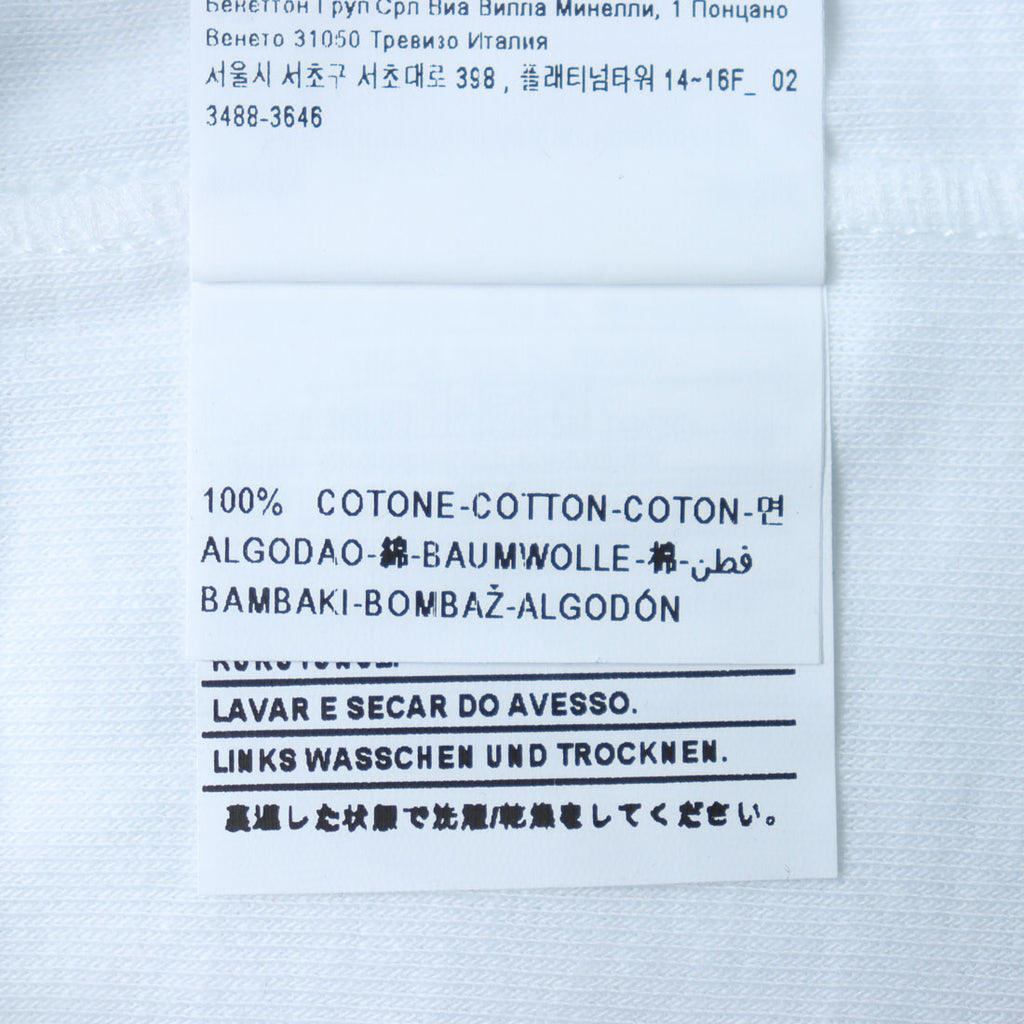 Бенеттон Груп Срл Виа Вилла Минелли, 1 Понцано
Венето 31050 Тревизо Италия
서울시 서초구 서초대로 398 , 플래티넘타워 14~16F_ 02
3488-3646
100% COTONE-COTTON-COTON-면
ALGODAO-綿-BAUMWOLLE-棉-قطن
BAMBAKI-BOMBAŽ-ALGODÓN
LAVAR E SECAR DO AVESSO.
LINKS WASSCHEN UND TROCKNEN.
裏返した状態で洗濯/乾燥をしてください。